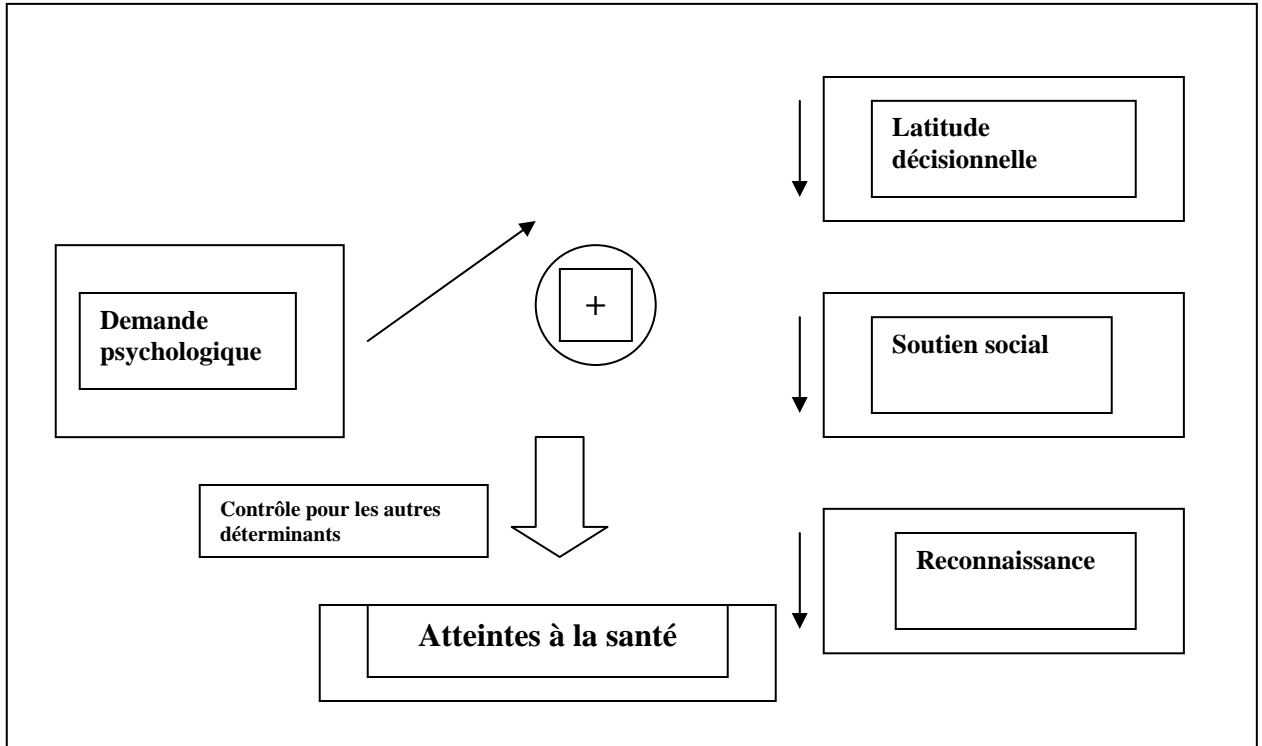 Latitude
décisionnelle
Demande
psychologique
+
Soutien social
Contrôle pour les autres
déterminants
Reconnaissance
Atteintes à la santé